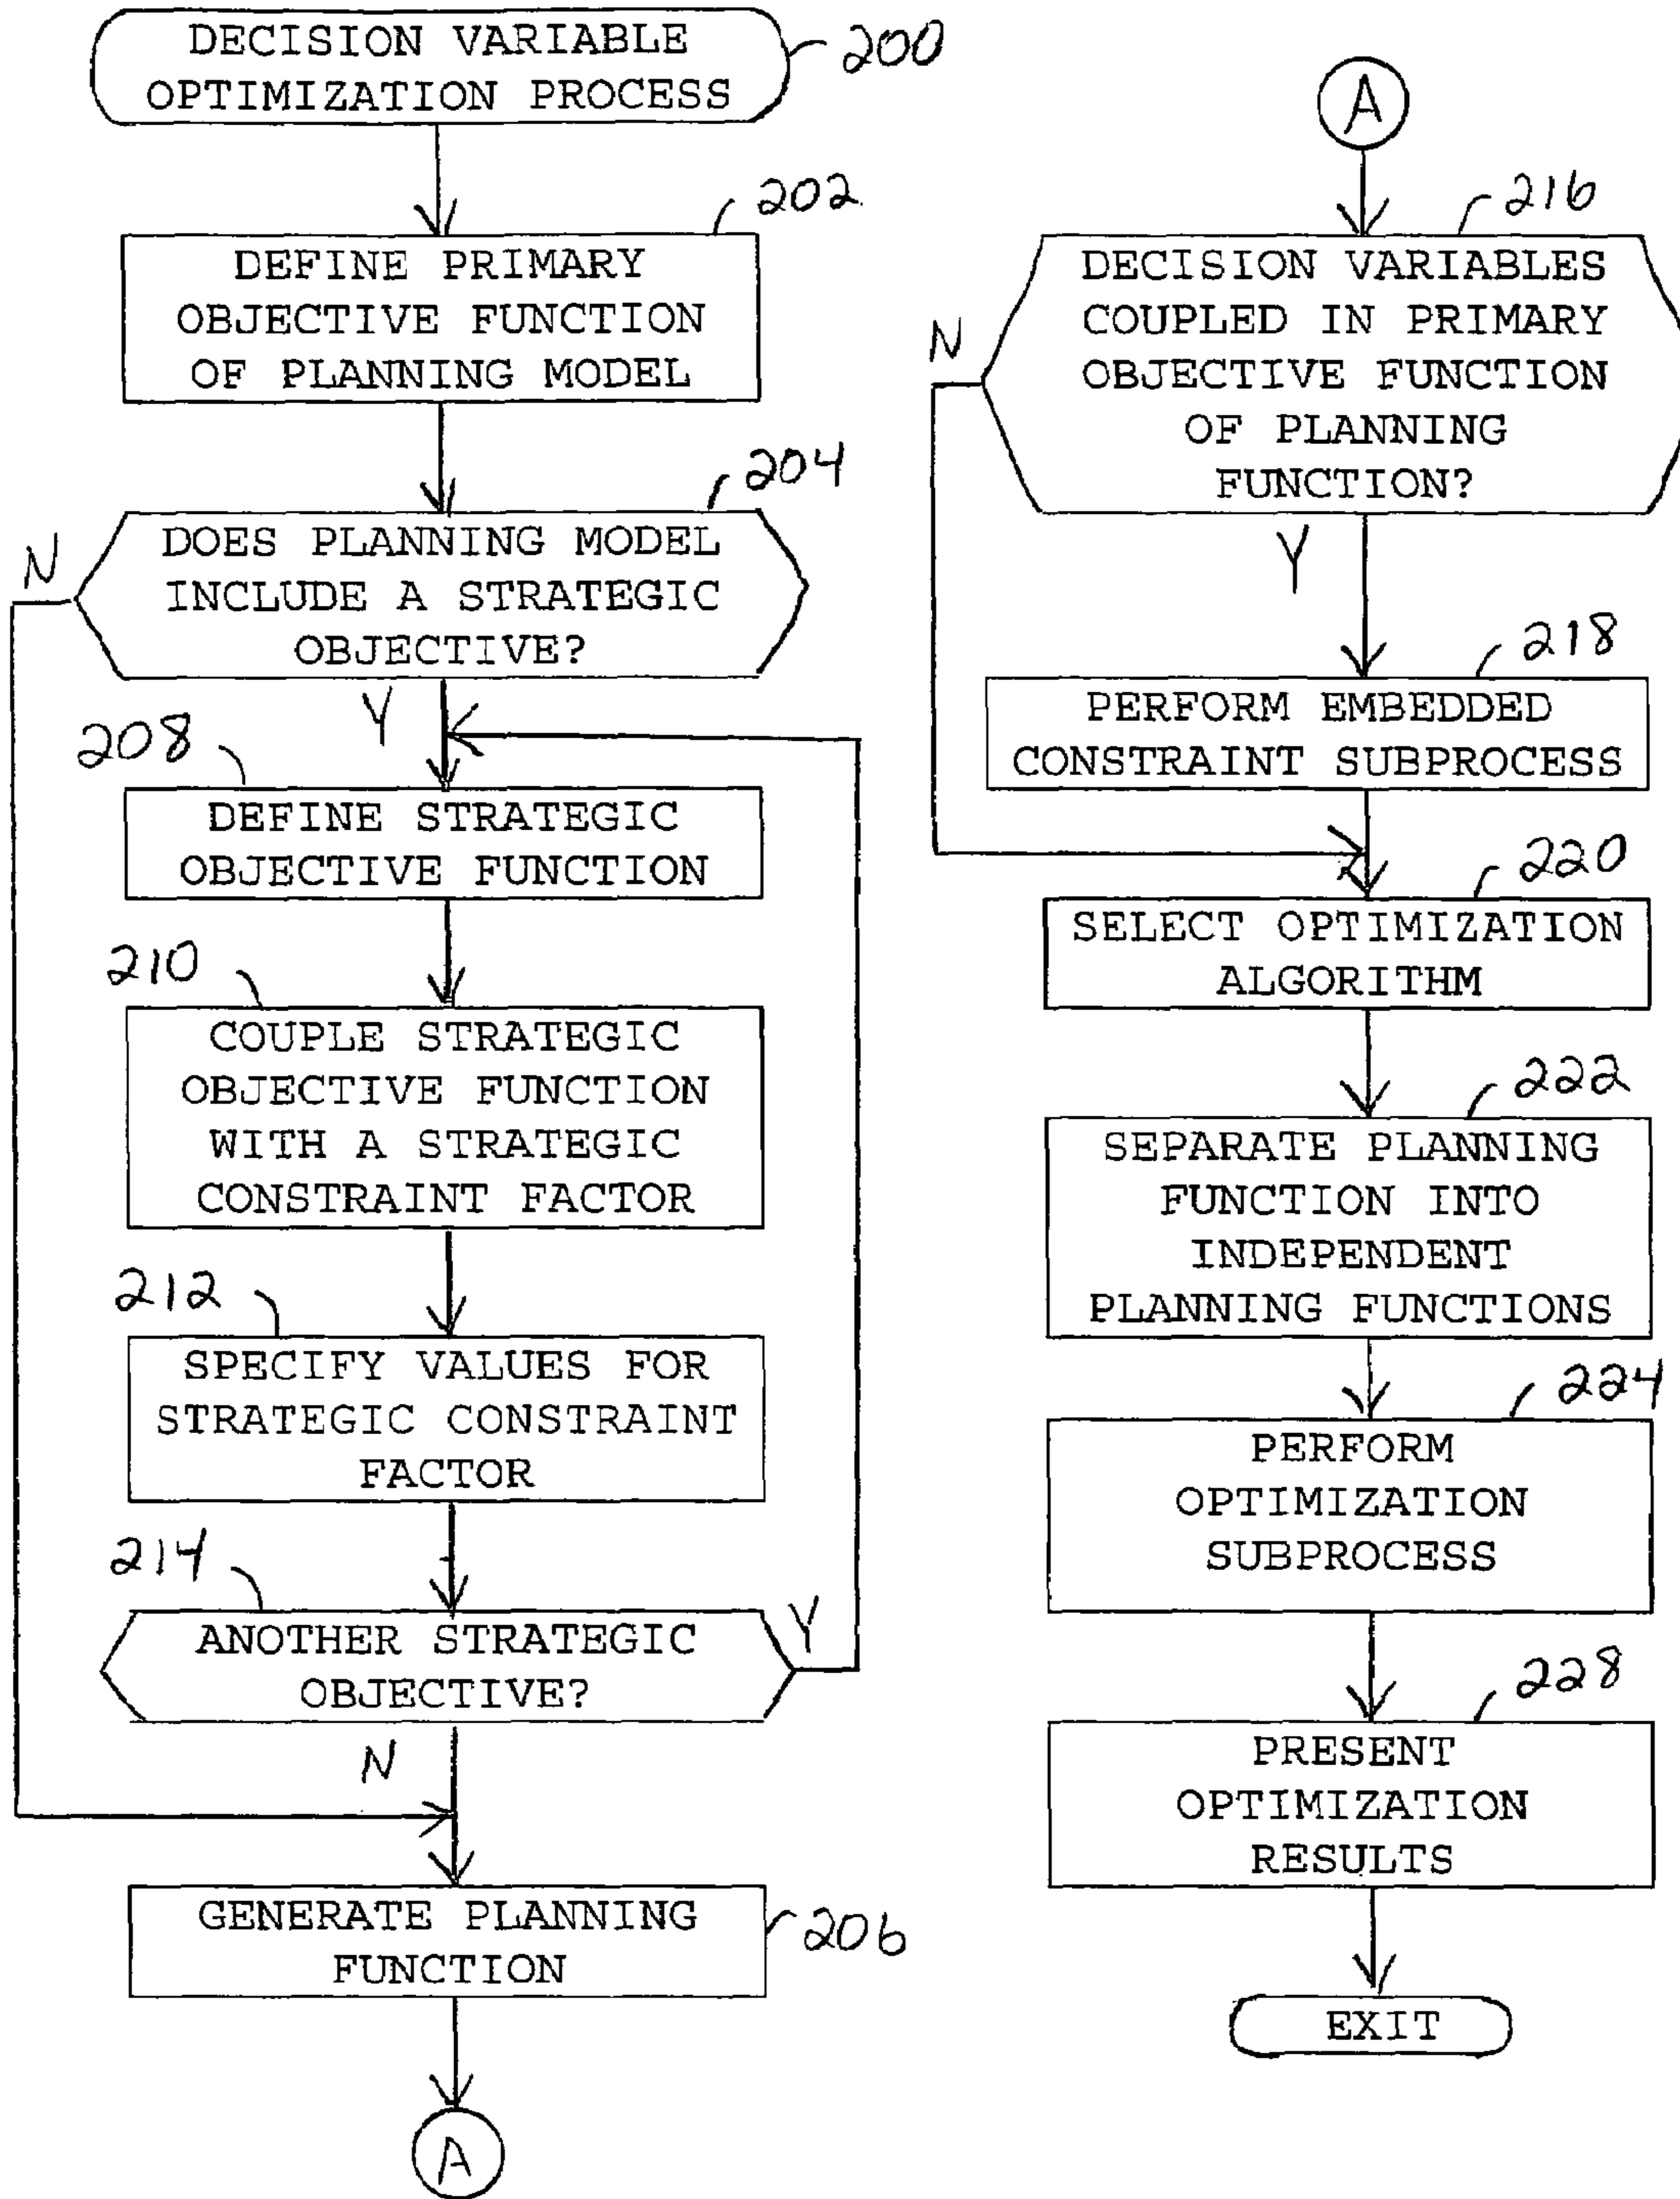 DECISION VARIABLE
OPTIMIZATION PROCESS
200
202
DEFINE PRIMARY
OBJECTIVE FUNCTION
OF PLANNING MODEL
204
DOES PLANNING MODEL
INCLUDE A STRATEGIC
OBJECTIVE?
N
Y
208
DEFINE STRATEGIC
OBJECTIVE FUNCTION
210
COUPLE STRATEGIC
OBJECTIVE FUNCTION
WITH A STRATEGIC
CONSTRAINT FACTOR
212
SPECIFY VALUES FOR
STRATEGIC CONSTRAINT
FACTOR
214
ANOTHER STRATEGIC
OBJECTIVE?
Y
N
GENERATE PLANNING
FUNCTION
206
A
A
216
DECISION VARIABLES
COUPLED IN PRIMARY
OBJECTIVE FUNCTION
OF PLANNING
FUNCTION?
N
Y
218
PERFORM EMBEDDED
CONSTRAINT SUBPROCESS
220
SELECT OPTIMIZATION
ALGORITHM
222
SEPARATE PLANNING
FUNCTION INTO
INDEPENDENT
PLANNING FUNCTIONS
224
PERFORM
OPTIMIZATION
SUBPROCESS
228
PRESENT
OPTIMIZATION
RESULTS
EXIT